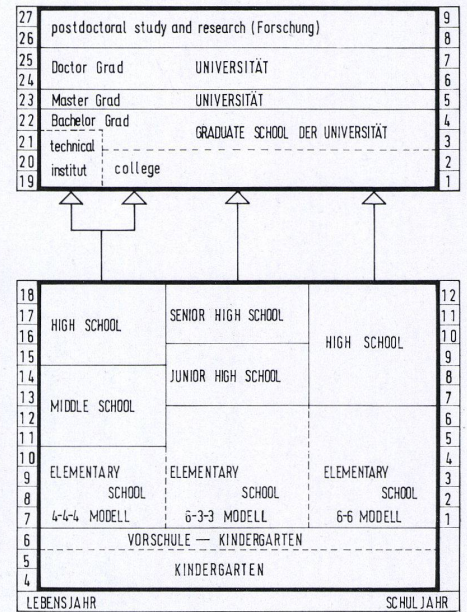 27 9
26 postdoctoral study and research (Forschung) 8
25 7
24 Doctor Grad UNIVERSITÄT 6
23 Master Grad UNIVERSITÄT 5
22 Bachelor Grad 4
GRADUATE SCHOOL DER UNIVERSITÄT
21 technical 3
20 institut college 2
19 1
18 12
17 SENIOR HIGH SCHOOL 11
16 HIGH SCHOOL HIGH SCHOOL 10
15 9
14 JUNIOR HIGH SCHOOL 8
13 MIDDLE SCHOOL 7
12 6
11 5
10 4
9 ELEMENTARY ELEMENTARY ELEMENTARY 3
8 SCHOOL SCHOOL SCHOOL 2
7 4-4-4 MODELL 6-3-3 MODELL 6-6 MODELL 1
6 VORSCHULE — KINDERGARTEN
5 KINDERGARTEN
4
LEBENSJAHR SCHULJAHR